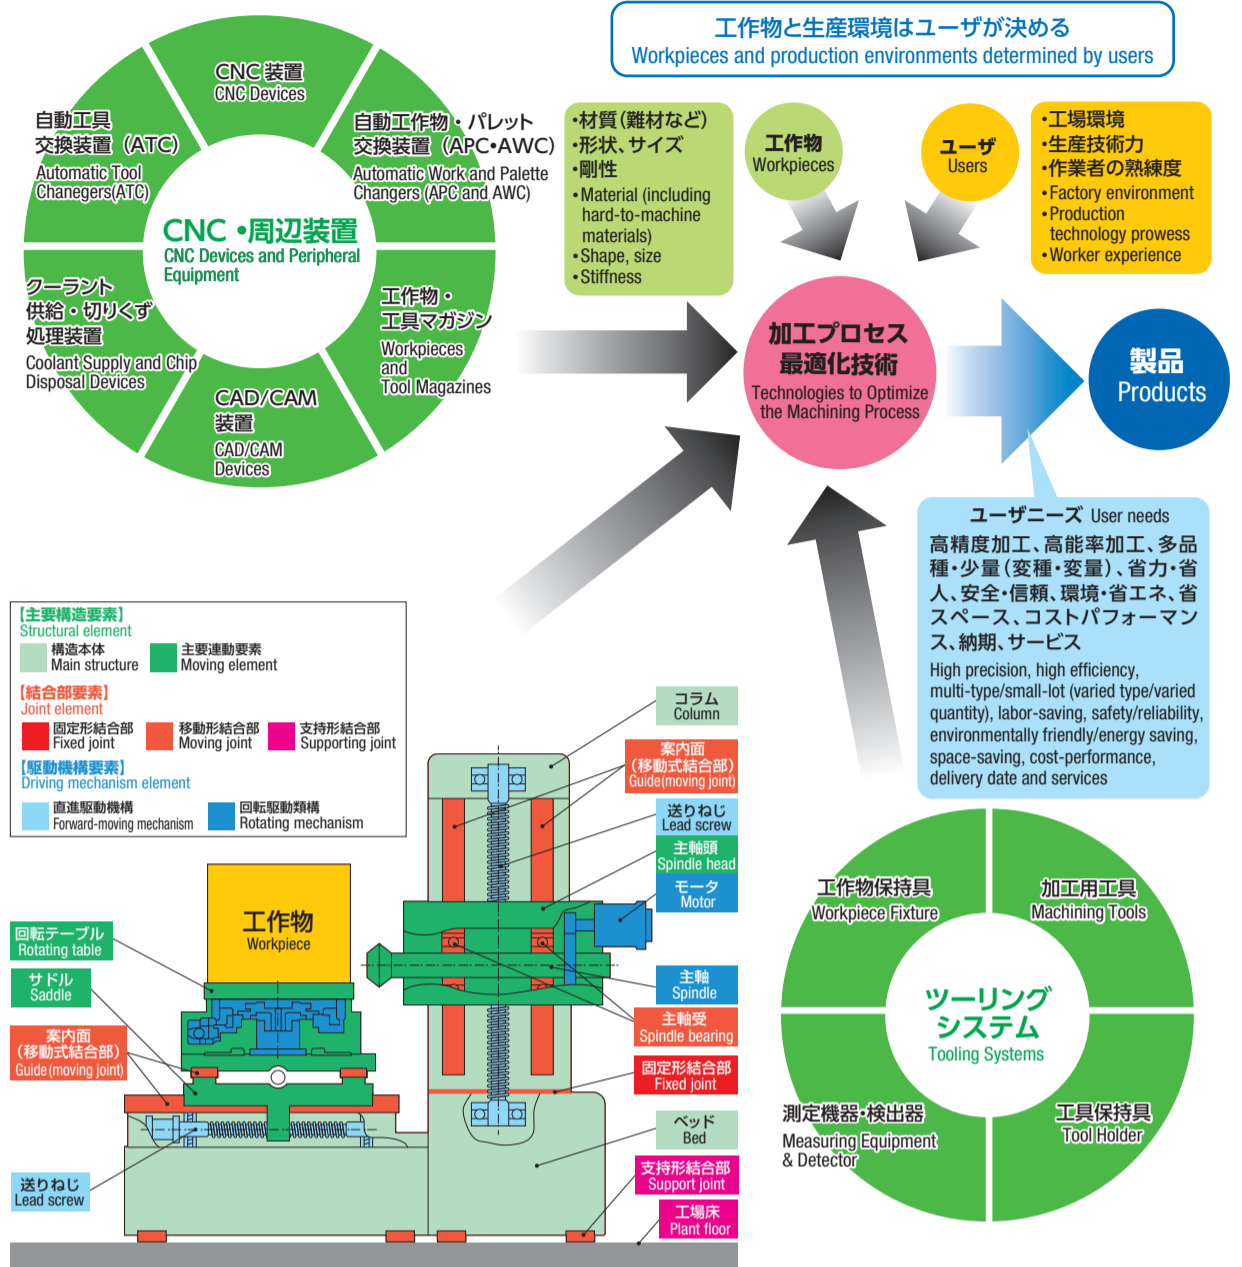 工作物と生産環境はユーザが決める
Workpieces and production environments determined by users
CNC 装置
CNC Devices
自動工具
交換装置（ATC）
Automatic Tool
Chanegers(ATC)
自動工作物・パレット
交換装置（APC•AWC）
Automatic Work and Palette
Changers (APC and AWC)
CNC •周辺装置
CNC Devices and Peripheral
Equipment
クーラント
供給・切りくず
処理装置
Coolant Supply and Chip
Disposal Devices
工作物・
工具マガジン
Workpieces
and
Tool Magazines
CAD/CAM
装置
CAD/CAM
Devices
•材質（難材など）
•形状、サイズ
•剛性
•Material (including
hard-to-machine
materials)
•Shape, size
•Stiffness
工作物
Workpieces
ユーザ
Users
•工場環境
•生産技術力
•作業者の熟練度
•Factory environment
•Production
technology prowess
•Worker experience
加工プロセス
最適化技術
Technologies to Optimize
the Machining Process
製品
Products
ユーザニーズ User needs
高精度加工、高能率加工、多品
種・少量（変種・変量）、省力・省
人、安全・信頼、環境・省エネ、省
スペース、コストパフォーマン
ス、納期、サービス
High precision, high efficiency,
multi-type/small-lot (varied type/varied
quantity), labor-saving, safety/reliability,
environmentally friendly/energy saving,
space-saving, cost-performance,
delivery date and services
【主要構造要素】
Structural element
構造本体
Main structure
主要連動要素
Moving element
【結合部要素】
Joint element
固定形結合部
Fixed joint
移動形結合部
Moving joint
支持形結合部
Supporting joint
【駆動機構要素】
Driving mechanism element
直進駆動機構
Forward-moving mechanism
回転駆動類構
Rotating mechanism
コラム
Column
案内面
（移動式結合部）
Guide(moving joint)
送りねじ
Lead screw
主軸頭
Spindle head
モータ
Motor
主軸
Spindle
主軸受
Spindle bearing
固定形結合部
Fixed joint
ベッド
Bed
支持形結合部
Support joint
工場床
Plant floor
工作物
Workpiece
回転テーブル
Rotating table
サドル
Saddle
案内面
（移動式結合部）
Guide(moving joint)
送りねじ
Lead screw
工作物保持具
Workpiece Fixture
加工用工具
Machining Tools
ツーリング
システム
Tooling Systems
測定機器・検出器
Measuring Equipment
& Detector
工具保持具
Tool Holder